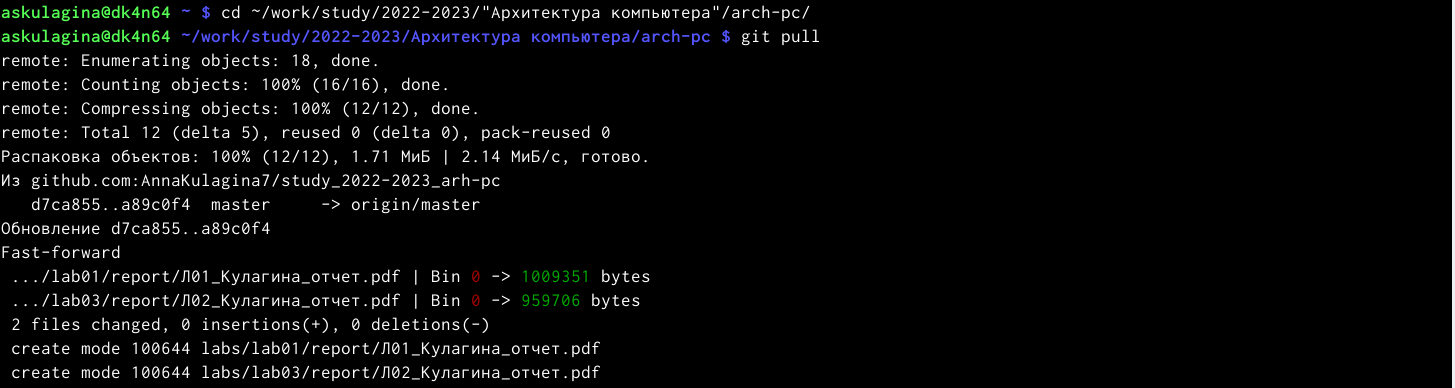 askulagina@dk4n64 ~ $ cd ~/work/study/2022-2023/"Архитектура компьютера"/arch-pc/
askulagina@dk4n64 ~/work/study/2022-2023/Архитектура компьютера/arch-pc $ git pull
remote: Enumerating objects: 18, done.
remote: Counting objects: 100% (16/16), done.
remote: Compressing objects: 100% (12/12), done.
remote: Total 12 (delta 5), reused 0 (delta 0), pack-reused 0
Распаковка объектов: 100% (12/12), 1.71 МиБ | 2.14 МиБ/с, готово.
Из github.com:AnnaKulagina7/study_2022-2023_arh-pc
   d7ca855..a89c0f4  master     -> origin/master
Обновление d7ca855..a89c0f4
Fast-forward
 .../lab01/report/Л01_Кулагина_отчет.pdf | Bin 0 -> 1009351 bytes
 .../lab03/report/Л02_Кулагина_отчет.pdf | Bin 0 -> 959706 bytes
 2 files changed, 0 insertions(+), 0 deletions(-)
 create mode 100644 labs/lab01/report/Л01_Кулагина_отчет.pdf
 create mode 100644 labs/lab03/report/Л02_Кулагина_отчет.pdf